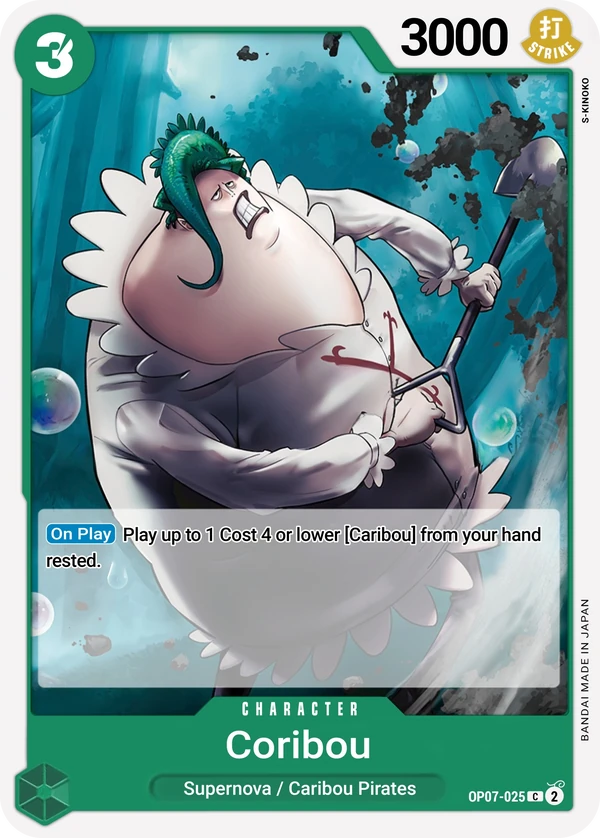 3
3000
打
STRIKE
S-KINOKO
On Play Play up to 1 Cost 4 or lower [Caribou] from your hand
rested.
BANDAI MADE IN JAPAN
CHARACTER
Coribou
Supernova / Caribou Pirates
OP07-025 C 2